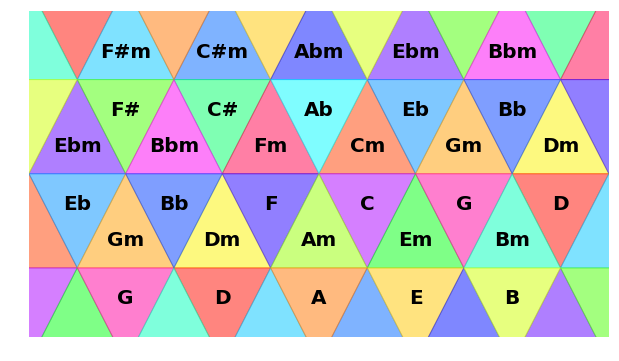 F#m C#m Abm Ebm Bbm
F# C# Ab Eb Bb
Ebm Bbm Fm Cm Gm Dm
Eb Bb F C G D
Gm Dm Am Em Bm
G D A E B